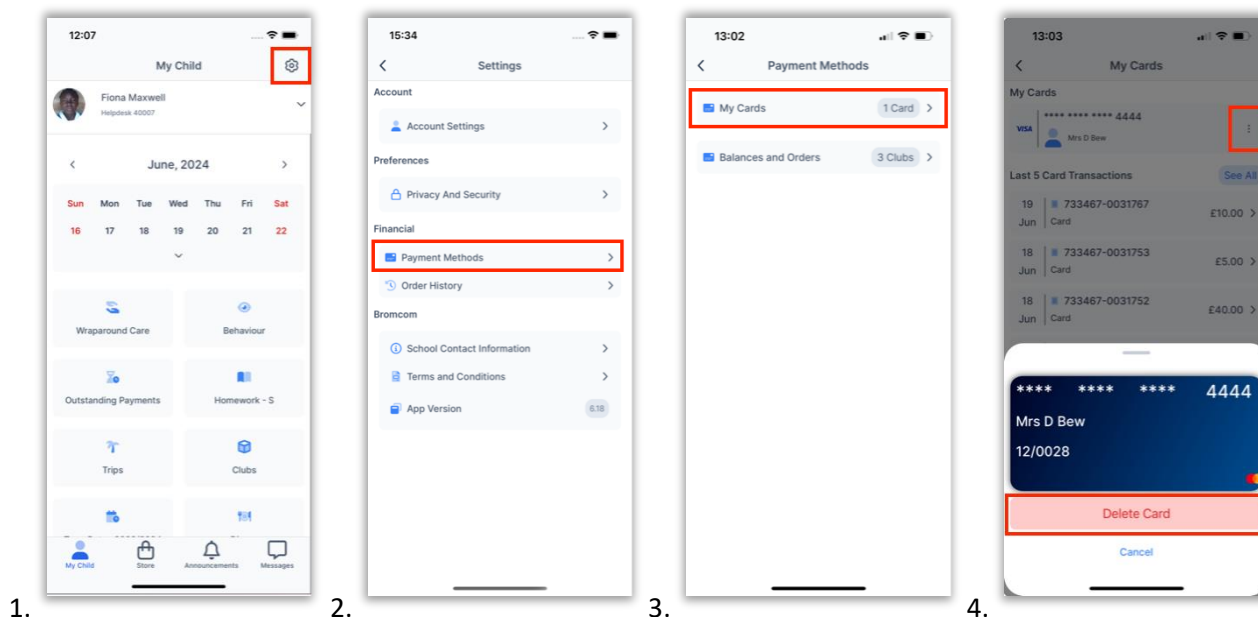 12:07
My Child
Fiona Maxwell
Helpdesk 40007
June, 2024
Sun Mon Tue Wed Thu Fri Sat
16 17 18 19 20 21 22
Wraparound Care Behaviour
Outstanding Payments Homework - S
Trips Clubs
My Child Store Announcements Messages
1.
15:34
Settings
Account
Account Settings
Preferences
Privacy And Security
Financial
Payment Methods
Order History
Bromcom
School Contact Information
Terms and Conditions
App Version 6.18
2.
13:02
Payment Methods
My Cards 1 Card
Balances and Orders 3 Clubs
3.
13:03
My Cards
My Cards
VISA **** **** **** 4444
Mrs D Bew
Last 5 Card Transactions See All
19 Jun 733467-0031767 Card £10.00
18 Jun 733467-0031753 Card £5.00
18 Jun 733467-0031752 Card £40.00
**** **** **** 4444
Mrs D Bew
12/0028
Delete Card
Cancel
4.